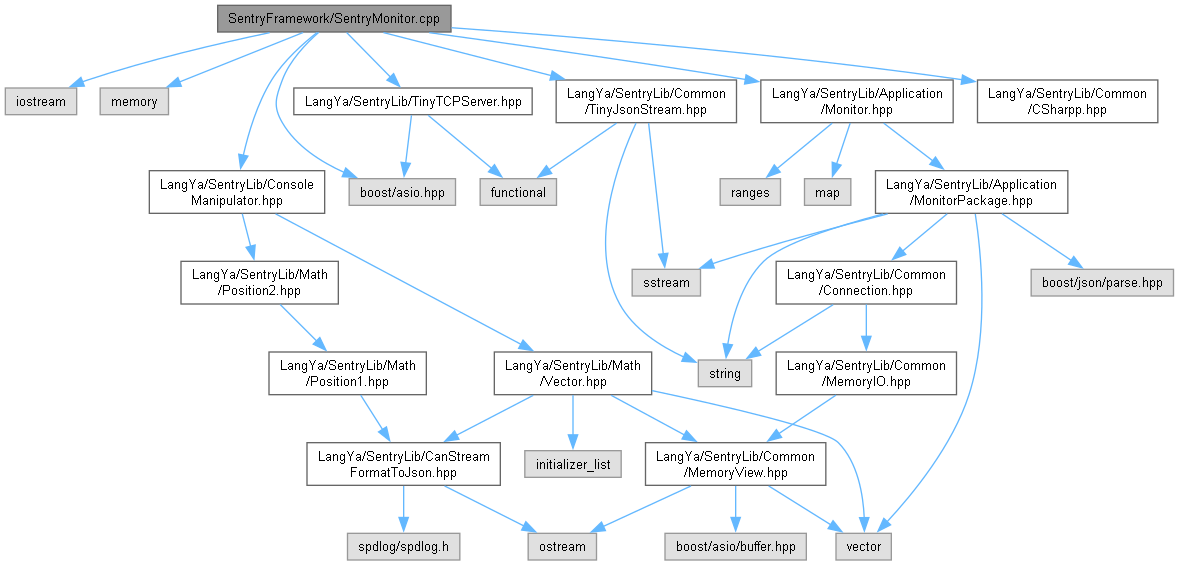 SentryFramework/SentryMonitor.cpp
iostream
memory
LangYa/SentryLib/TinyTCPServer.hpp
LangYa/SentryLib/Common
/TinyJsonStream.hpp
LangYa/SentryLib/Application
/Monitor.hpp
LangYa/SentryLib/Common
/CSharpp.hpp
LangYa/SentryLib/Console
Manipulator.hpp
boost/asio.hpp
functional
ranges
map
LangYa/SentryLib/Application
/MonitorPackage.hpp
LangYa/SentryLib/Math
/Position2.hpp
sstream
LangYa/SentryLib/Common
/Connection.hpp
boost/json/parse.hpp
LangYa/SentryLib/Math
/Position1.hpp
LangYa/SentryLib/Math
/Vector.hpp
string
LangYa/SentryLib/Common
/MemoryIO.hpp
LangYa/SentryLib/CanStream
FormatToJson.hpp
initializer_list
LangYa/SentryLib/Common
/MemoryView.hpp
spdlog/spdlog.h
ostream
boost/asio/buffer.hpp
vector